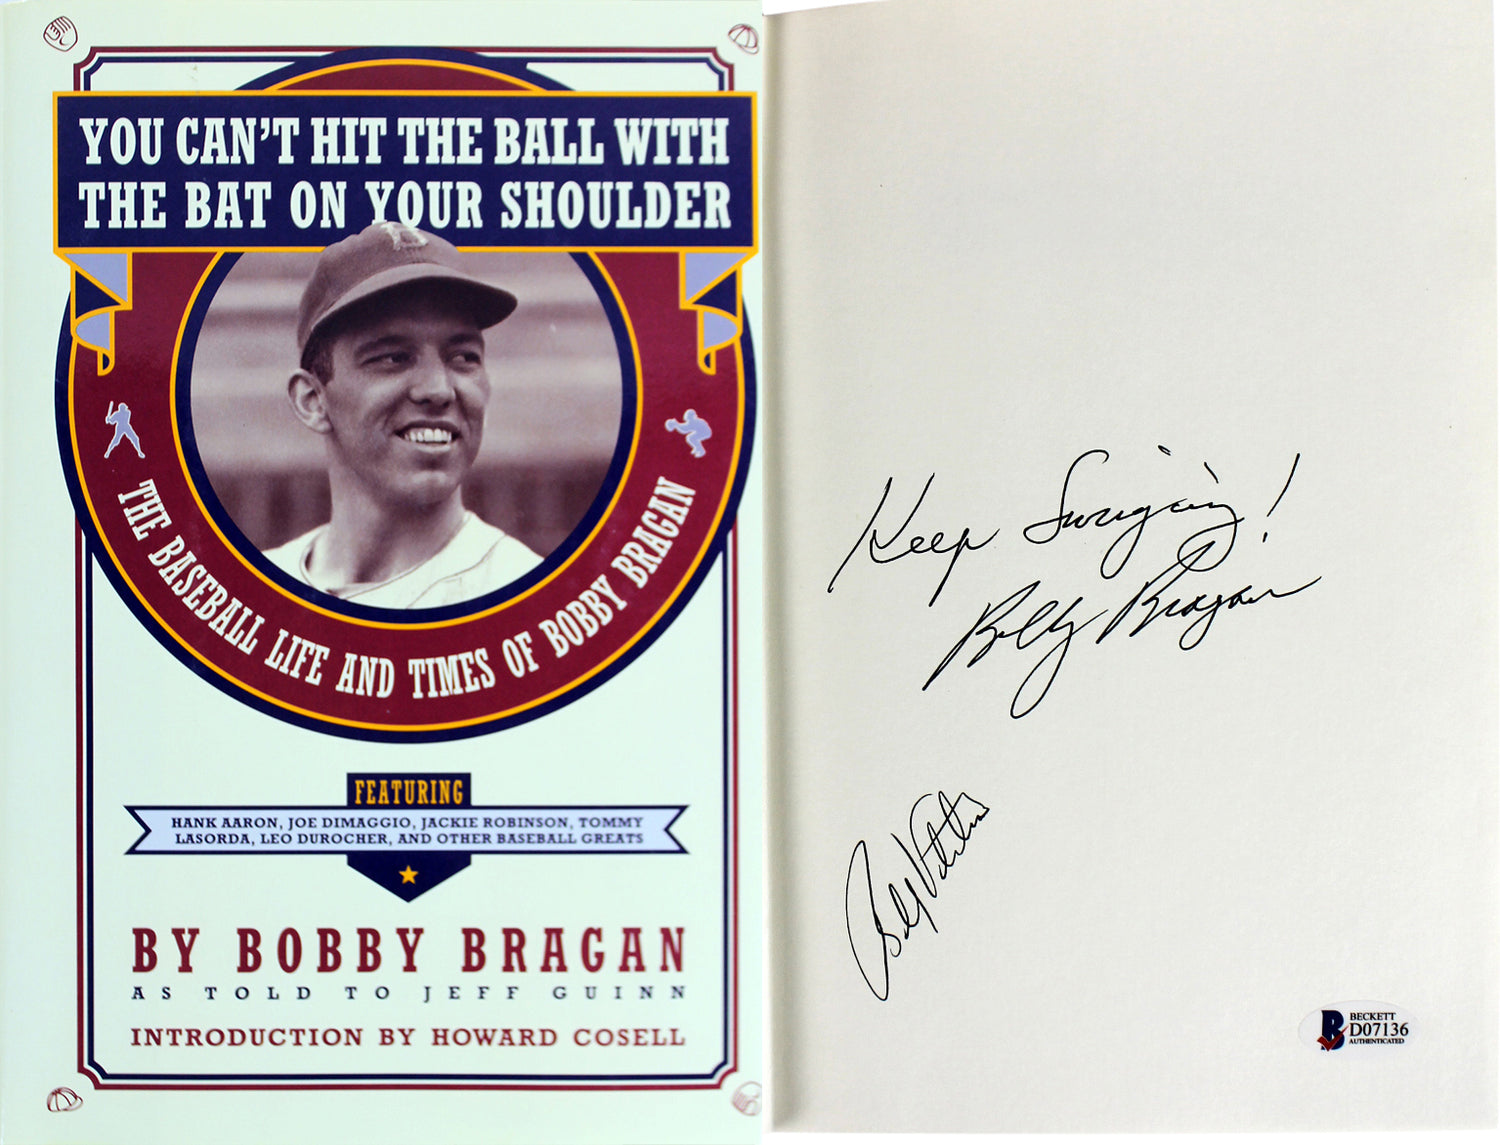 YOU CAN'T HIT THE BALL WITH
THE BAT ON YOUR SHOULDER
B
THE BASEBALL LIFE AND TIMES OF BOBBY BRAGAN
FEATURING
HANK AARON, JOE DIMAGGIO, JACKIE ROBINSON, TOMMY
LASORDA, LEO DUROCHER, AND OTHER BASEBALL GREATS
BY BOBBY BRAGAN
AS TOLD TO JEFF GUINN
INTRODUCTION BY HOWARD COSELL
Keep Swinging!
Bobby Bragan
Bobby
B
BECKETT
D07136
AUTHENTICATED